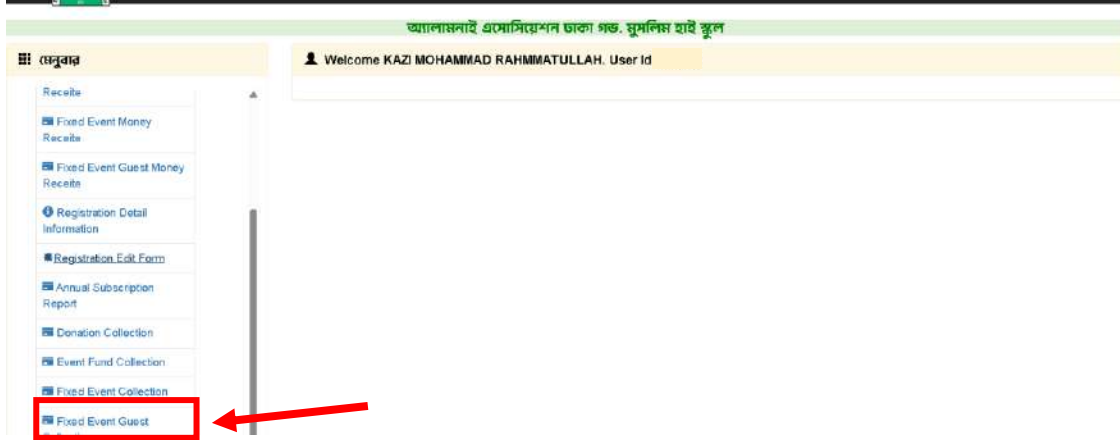 অ্যালামনাই এসোসিয়েশন ঢাকা গভ. মুসলিম হাই স্কুল
মেনুবার
Welcome KAZI MOHAMMAD RAHMMATULLAH. User Id
Receite
Fixed Event Money
Receite
Fixed Event Guest Money
Receite
Registration Detail
Information
Registration Edit Form
Annual Subscription
Report
Donation Collection
Event Fund Collection
Fixed Event Collection
Fixed Event Guest